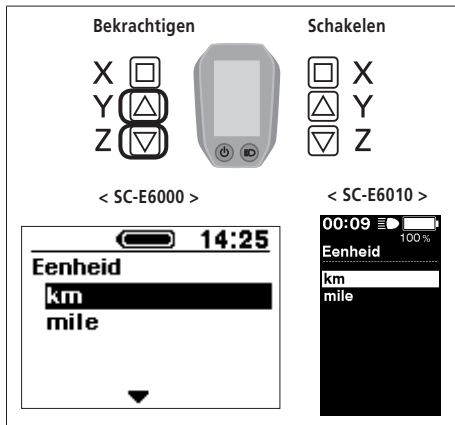 Bekrachtigen Schakelen
X X
Y Y
Z Z
< SC-E6000 > < SC-E6010 >
14:25
Eenheid
km
mile
00:09
100 %
Eenheid
km
mile